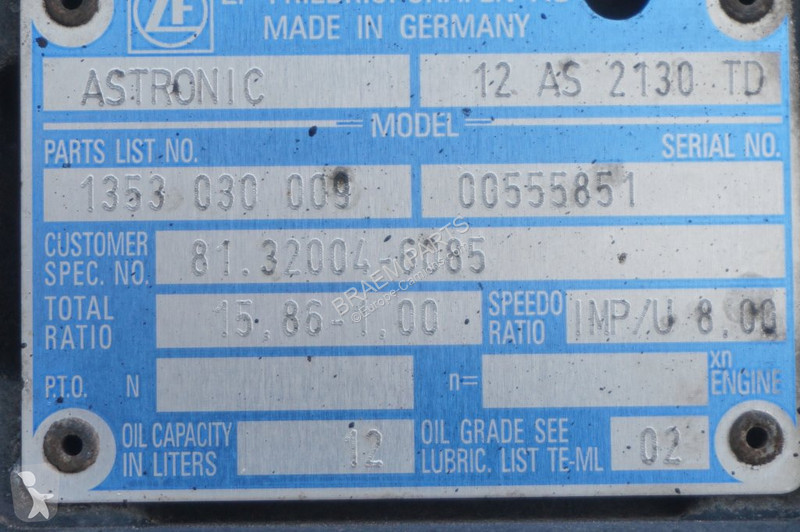 ZF
MADE IN GERMANY
ASTRONIC 12 AS 2130 TD
MODEL
PARTS LIST NO. SERIAL NO.
1353 030 009 00555851
CUSTOMER
SPEC. NO. 81.32004-6085
TOTAL
RATIO 15,86-1,00
SPEEDO
RATIO IMP/U 8.00
P.T.O. N n= xn
ENGINE
OIL CAPACITY
IN LITERS 12
OIL GRADE SEE
LUBRIC. LIST TE-ML 02
BRAEM PARTS